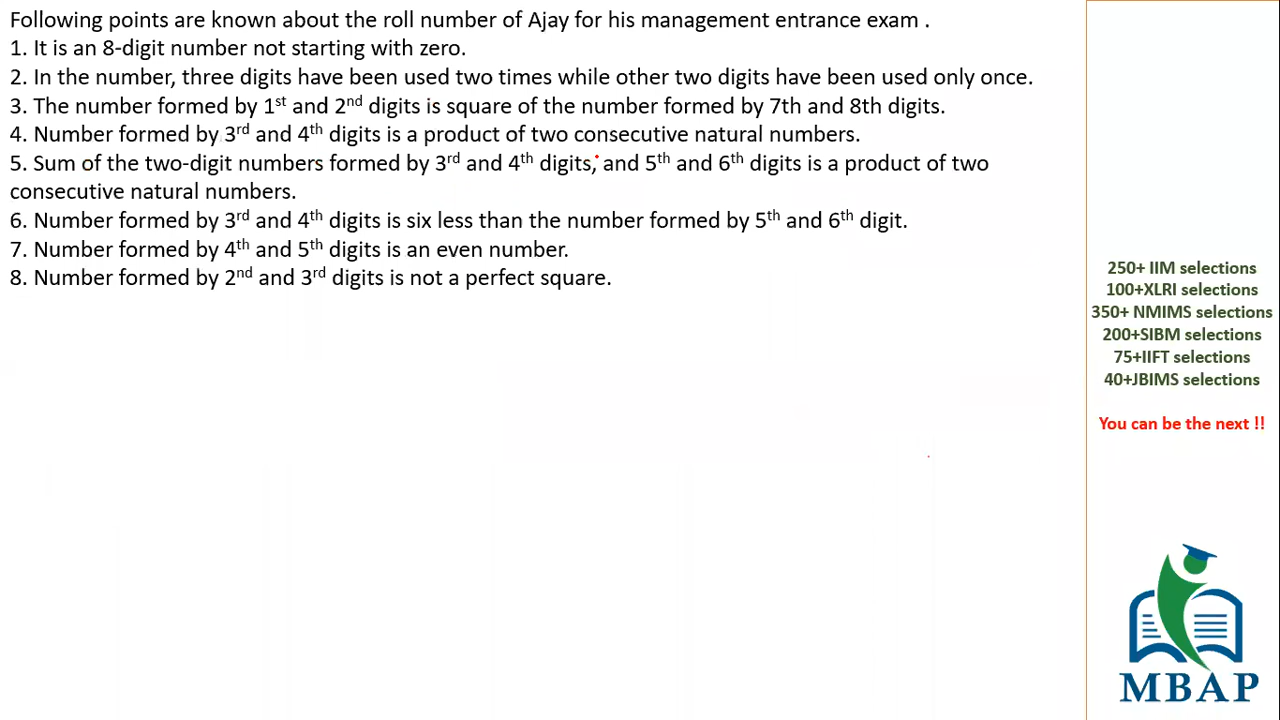 Following points are known about the roll number of Ajay for his management entrance exam .
1. It is an 8-digit number not starting with zero.
2. In the number, three digits have been used two times while other two digits have been used only once.
3. The number formed by 1st and 2nd digits is square of the number formed by 7th and 8th digits.
4. Number formed by 3rd and 4th digits is a product of two consecutive natural numbers.
5. Sum of the two-digit numbers formed by 3rd and 4th digits, and 5th and 6th digits is a product of two
consecutive natural numbers.
6. Number formed by 3rd and 4th digits is six less than the number formed by 5th and 6th digit.
7. Number formed by 4th and 5th digits is an even number.
8. Number formed by 2nd and 3rd digits is not a perfect square.
250+ IIM selections
100+XLRI selections
350+ NMIMS selections
200+SIBM selections
75+IIFT selections
40+JBIMS selections
You can be the next !!
MBAP